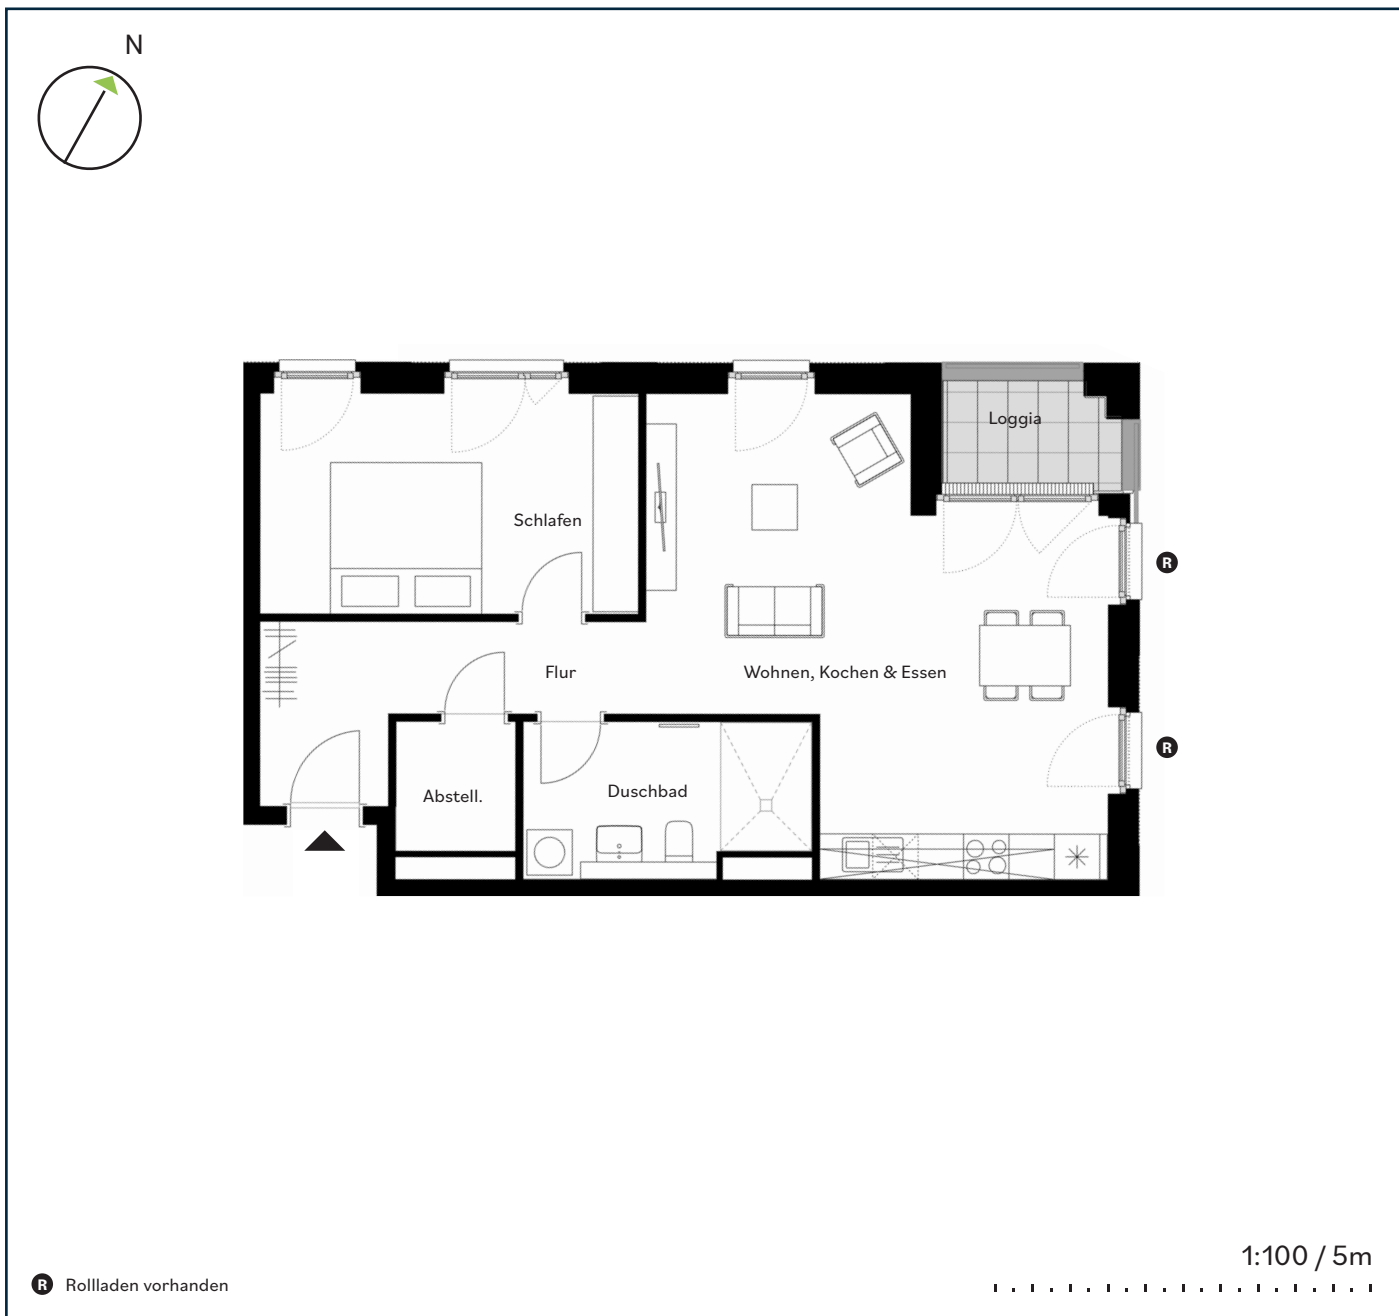 N
Loggia
Schlafen
R
Flur
Wohnen, Kochen & Essen
R
Abstell.
Duschbad
1:100 / 5m
R Rollladen vorhanden